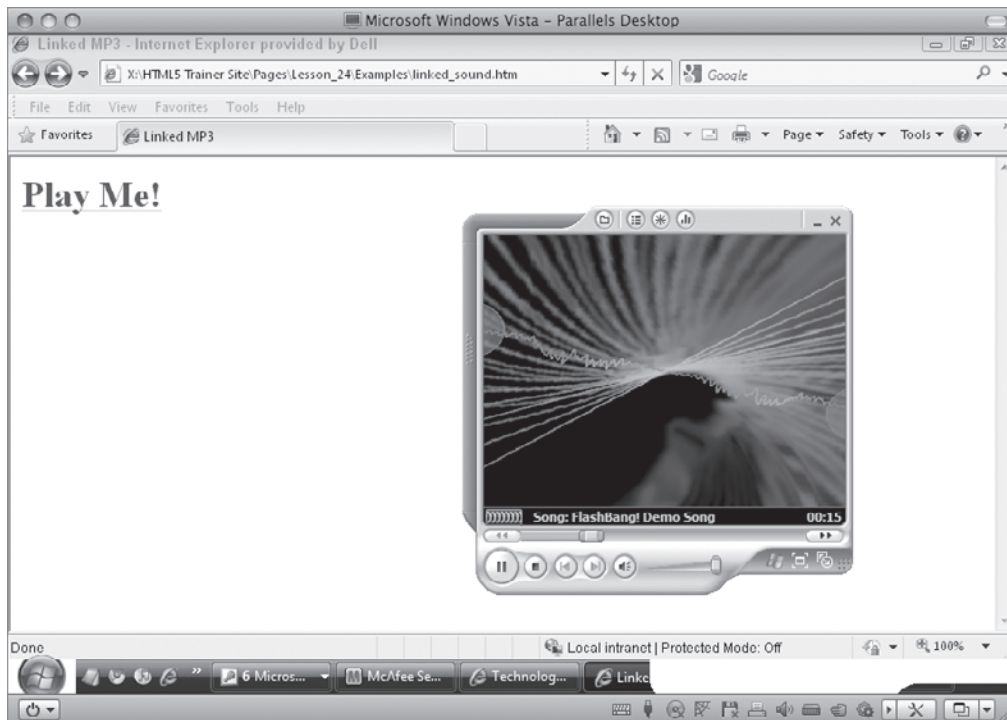 Microsoft Windows Vista – Parallels Desktop
Linked MP3 - Internet Explorer provided by Dell
X:\HTML5 Trainer Site\Pages\Lesson_24\Examples\linked_sound.htm
Google
File Edit View Favorites Tools Help
Favorites
Linked MP3
Page Safety Tools
Play Me!
Song: FlashBang! Demo Song 00:15
Done
Local intranet | Protected Mode: Off
100%
» 6 Micros... McAfee Se... Technolog... Linke